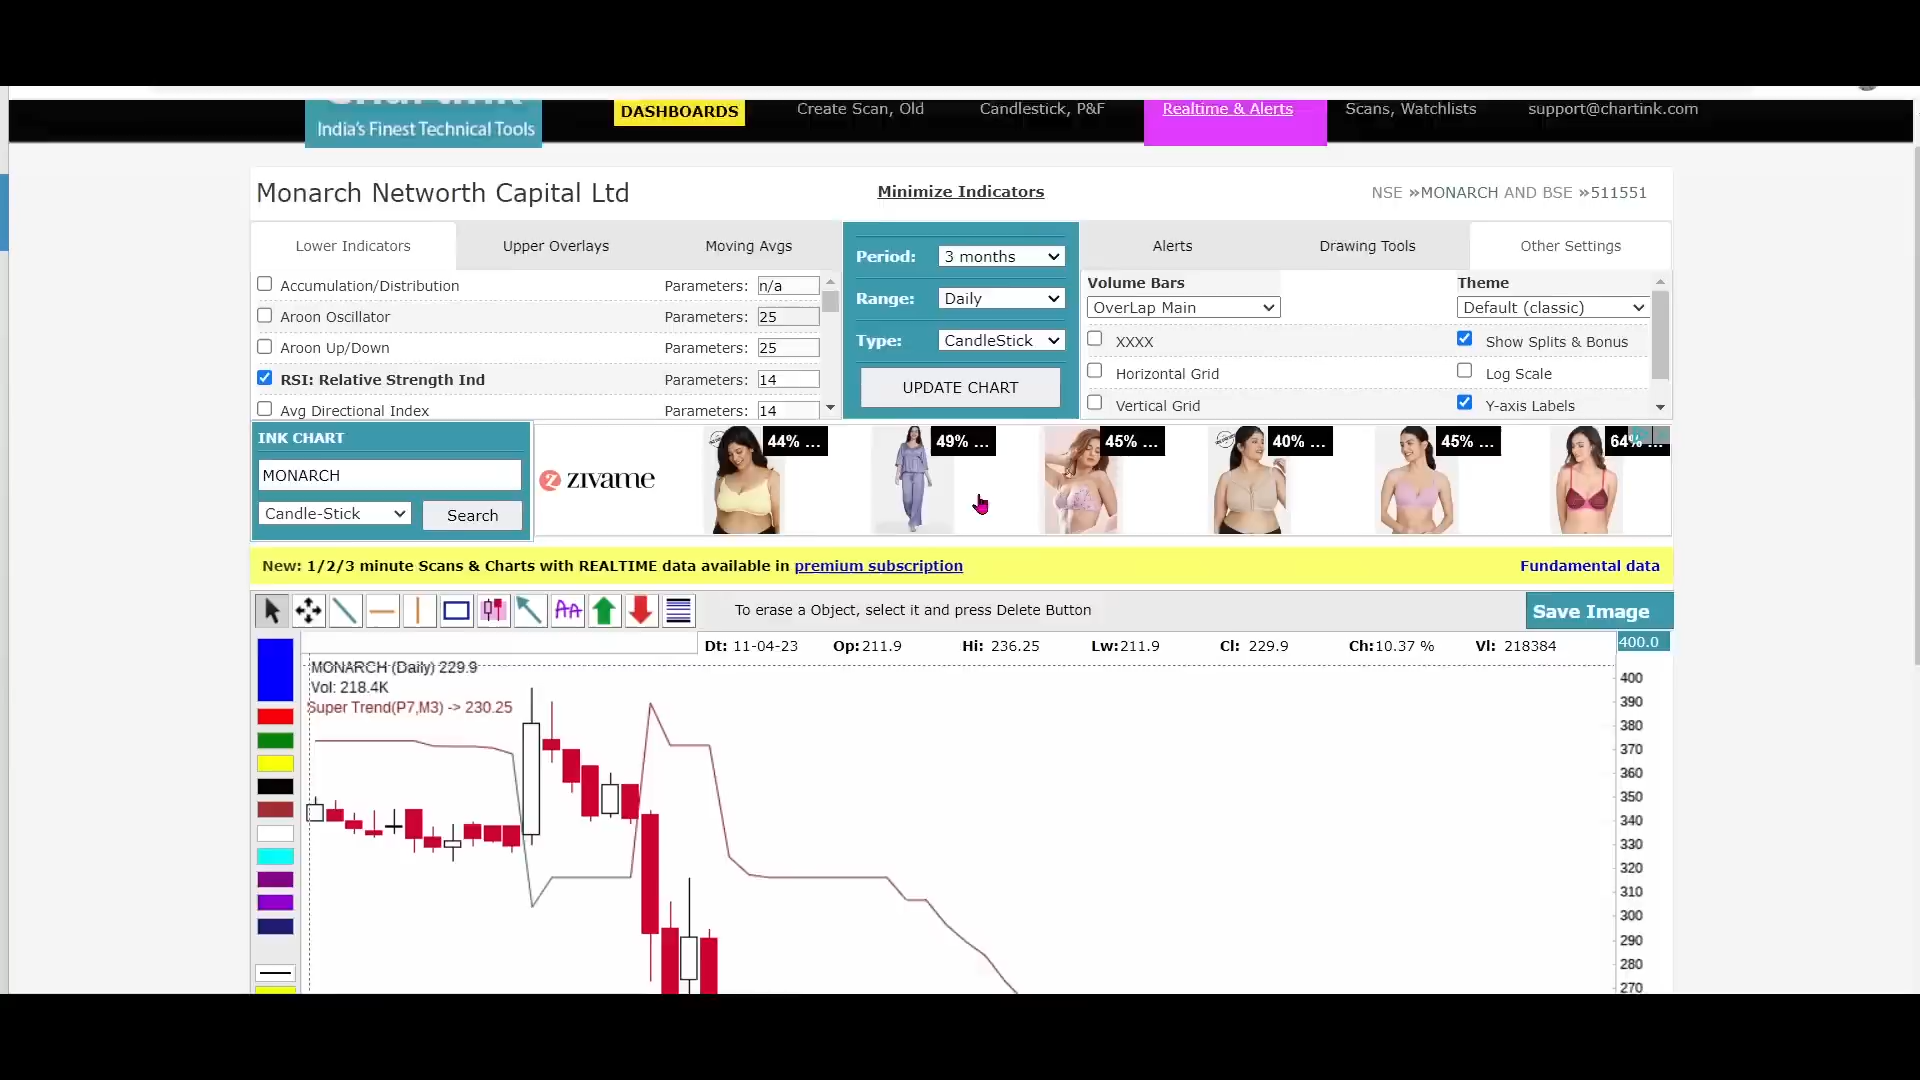 India's Finest Technical Tools
DASHBOARDS
Create Scan, Old
Candlestick, P&F
Realtime & Alerts
Scans, Watchlists
support@chartink.com
Monarch Networth Capital Ltd
Minimize Indicators
NSE »MONARCH AND BSE »511551
Lower Indicators
Upper Overlays
Moving Avgs
Accumulation/Distribution Parameters: n/a
Aroon Oscillator Parameters: 25
Aroon Up/Down Parameters: 25
RSI: Relative Strength Ind Parameters: 14
Avg Directional Index Parameters: 14
Period: 3 months
Range: Daily
Type: CandleStick
UPDATE CHART
Alerts
Drawing Tools
Other Settings
Volume Bars
Theme
OverLap Main
Default (classic)
XXXX
Show Splits & Bonus
Horizontal Grid
Log Scale
Vertical Grid
Y-axis Labels
INK CHART
MONARCH
Candle-Stick
Search
zivame
44% ...
49% ...
45% ...
40% ...
45% ...
64% ...
New: 1/2/3 minute Scans & Charts with REALTIME data available in premium subscription
Fundamental data
To erase a Object, select it and press Delete Button
Save Image
Dt: 11-04-23 Op:211.9 Hi: 236.25 Lw:211.9 Cl: 229.9 Ch:10.37 % Vl: 218384
400.0
MONARCH (Daily) 229.9
Vol: 218.4K
Super Trend(P7,M3) -> 230.25
400
390
380
370
360
350
340
330
320
310
300
290
280
270